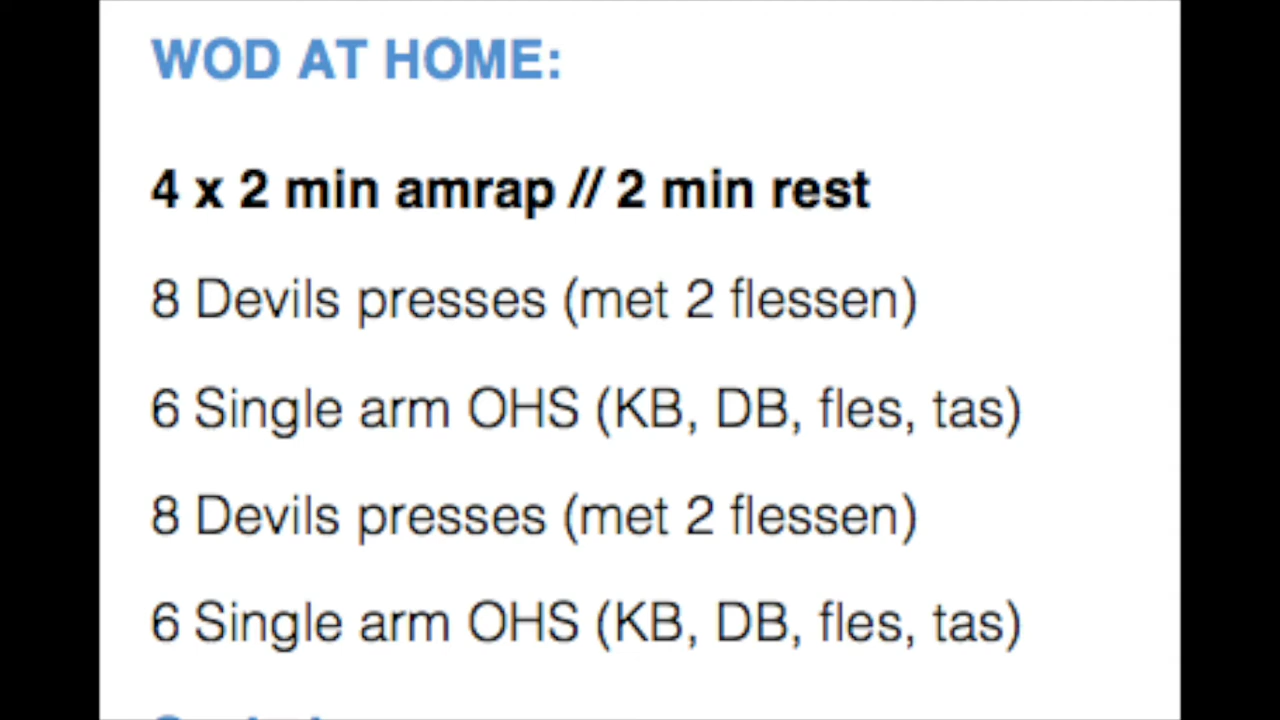 WOD AT HOME:
4 x 2 min amrap // 2 min rest
8 Devils presses (met 2 flessen)
6 Single arm OHS (KB, DB, fles, tas)
8 Devils presses (met 2 flessen)
6 Single arm OHS (KB, DB, fles, tas)